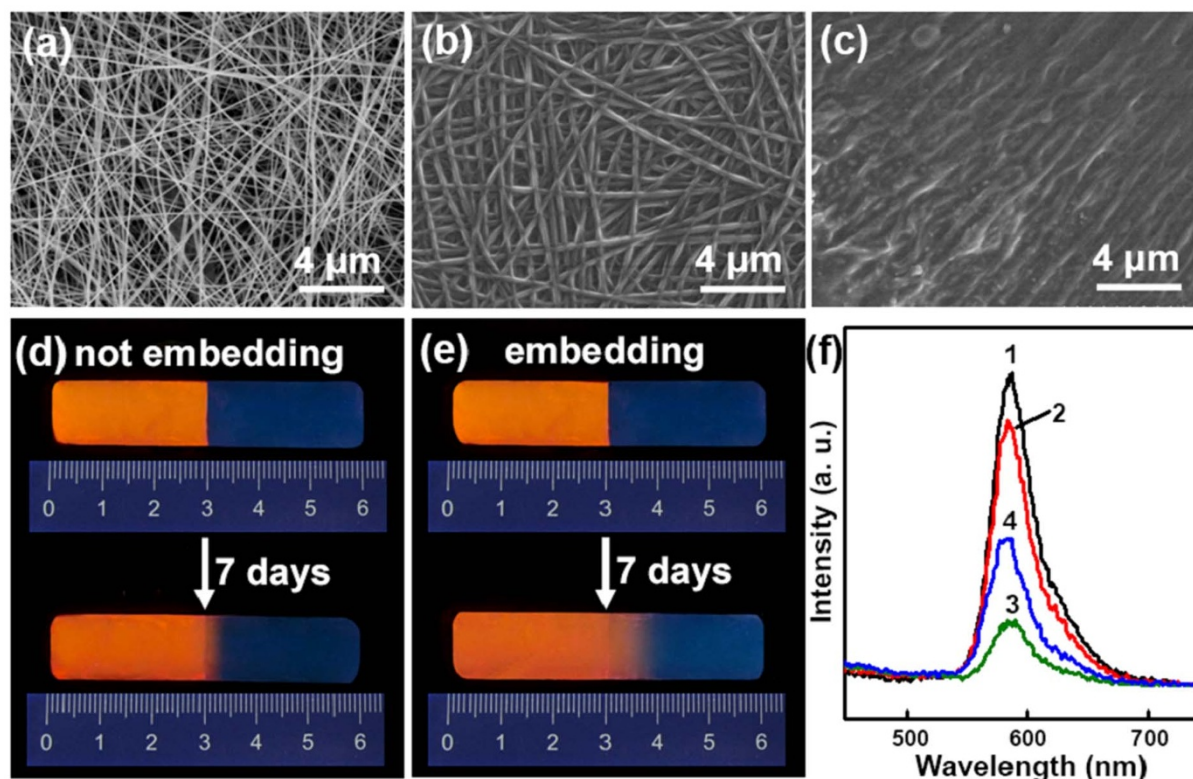 (a)
4 μm
(b)
4 μm
(c)
4 μm
(d) not embedding
0 1 2 3 4 5 6
7 days
0 1 2 3 4 5 6
(e) embedding
0 1 2 3 4 5 6
7 days
0 1 2 3 4 5 6
(f)
1
2
4
3
Intensity (a. u.)
500 600 700
Wavelength (nm)